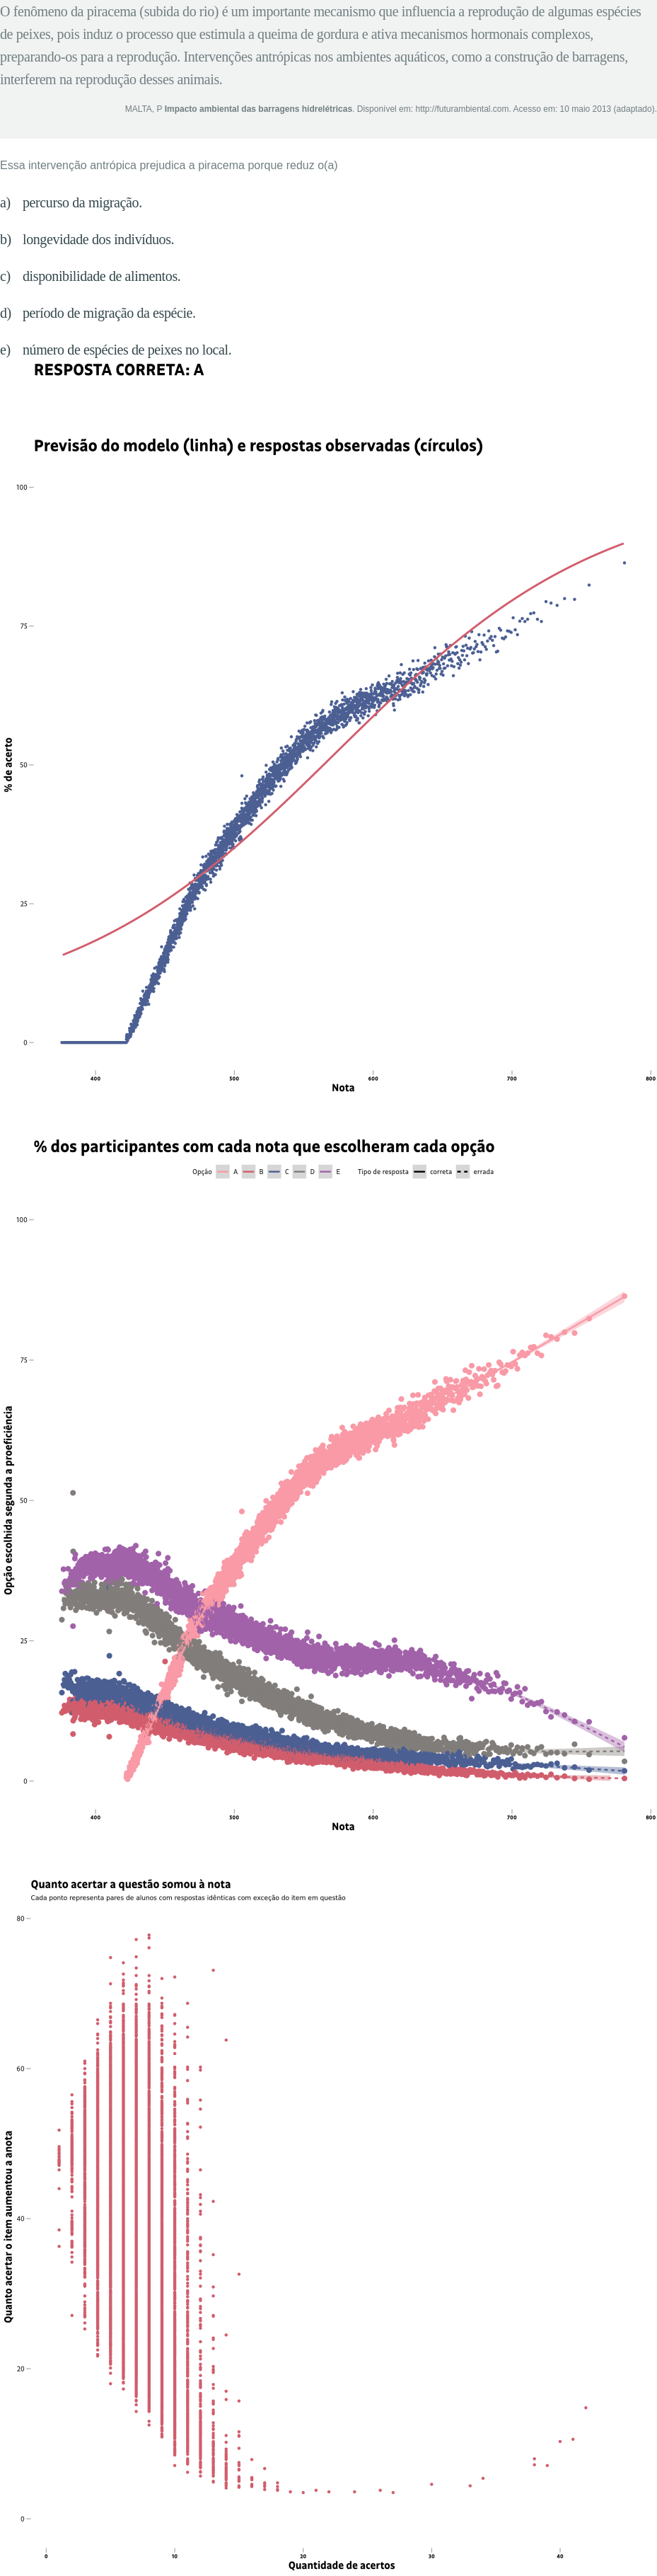 O fenômeno da piracema (subida do rio) é um importante mecanismo que influencia a reprodução de algumas espécies
de peixes, pois induz o processo que estimula a queima de gordura e ativa mecanismos hormonais complexos,
preparando-os para a reprodução. Intervenções antrópicas nos ambientes aquáticos, como a construção de barragens,
interferem na reprodução desses animais.
MALTA, P Impacto ambiental das barragens hidrelétricas. Disponível em: http://futurambiental.com. Acesso em: 10 maio 2013 (adaptado).
Essa intervenção antrópica prejudica a piracema porque reduz o(a)
a) percurso da migração.
b) longevidade dos indivíduos.
c) disponibilidade de alimentos.
d) período de migração da espécie.
e) número de espécies de peixes no local.
RESPOSTA CORRETA: A
Previsão do modelo (linha) e respostas observadas (círculos)
100
75
50
25
0
% de acerto
400 500 600 700 800
Nota
% dos participantes com cada nota que escolheram cada opção
Opção A B C D E Tipo de resposta correta errada
100
75
50
25
0
Opção escolhida segunda a proeficiência
400 500 600 700 800
Nota
Quanto acertar a questão somou à nota
Cada ponto representa pares de alunos com respostas idênticas com exceção do item em questão
80
60
40
20
0
Quanto acertar o item aumentou a anota
0 10 20 30 40
Quantidade de acertos